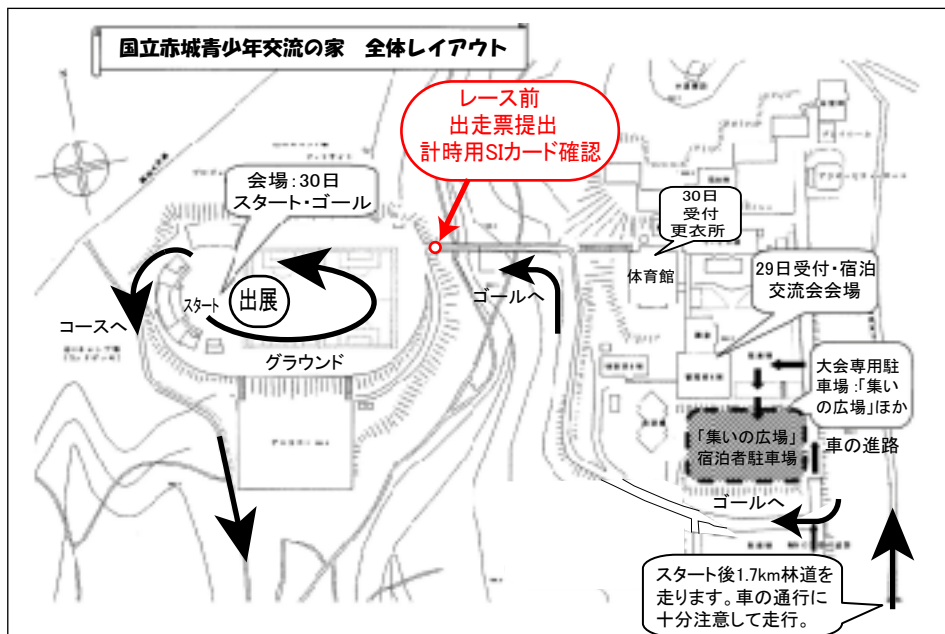 国立赤城青少年交流の家　全体レイアウト
レース前
出走票提出
計時用SIカード確認
会場：30日
スタート・ゴール
30日
受付
更衣所
体育館
29日受付・宿泊
交流会会場
スタート
出展
コースへ
グラウンド
ゴールへ
大会専用駐
車場：「集い
の広場」ほか
「集いの広場」
宿泊者駐車場
車の進路
ゴールへ
スタート後1.7km林道を
走ります。車の通行に
十分注意して走行。